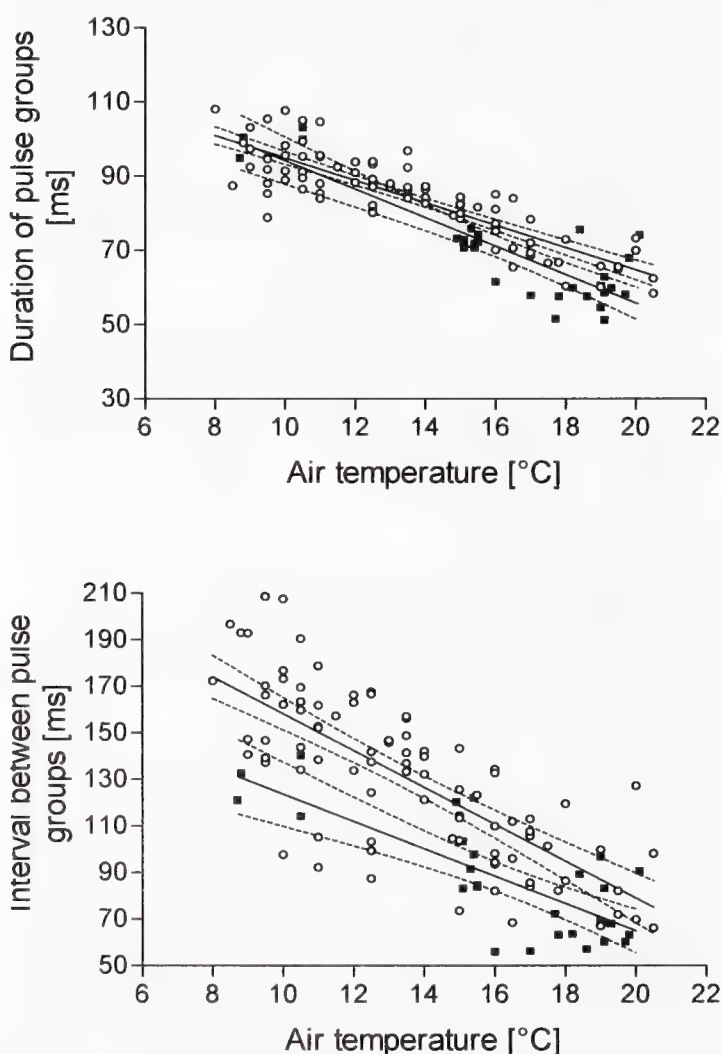 130
110
90
70
50
30
Duration of pulse groups
[ms]
6 8 10 12 14 16 18 20 22
Air temperature [°C]
210
190
170
150
130
110
90
70
50
Interval between pulse
groups [ms]
6 8 10 12 14 16 18 20 22
Air temperature [°C]